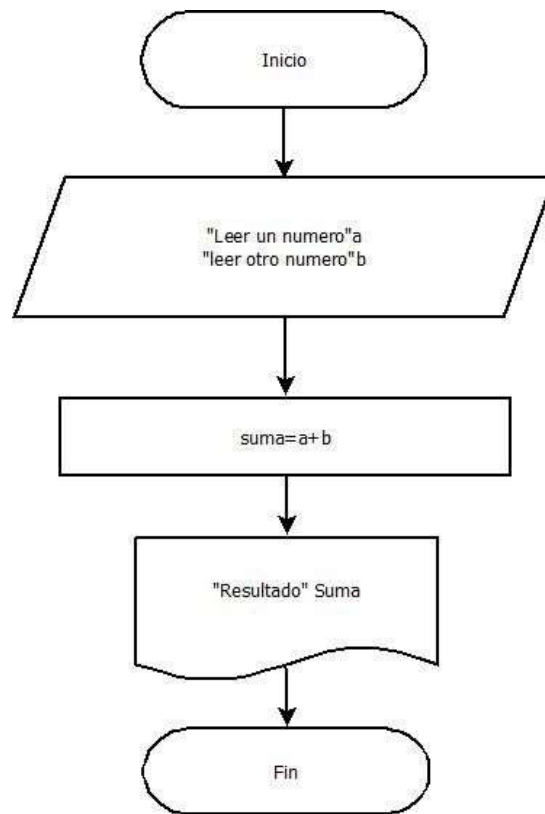 Inicio
"Leer un numero"a
"leer otro numero"b
suma=a+b
"Resultado" Suma
Fin